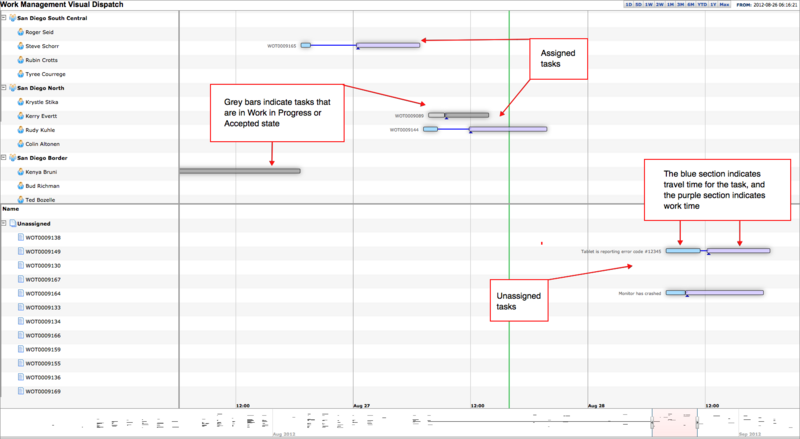 Work Management Visual Dispatch
1D 5D 1W 2W 1M 3M 6M YTD 1Y Max FROM: 2012-08-26 06:16:21
San Diego South Central
Roger Seid
Steve Schorr
WOT0009165
Rubin Crotts
Tyree Courrege
Assigned
tasks
San Diego North
Krystle Stika
Kerry Evertt
WOT0009088
Rudy Kuhle
WOT0009144
Colin Altonen
Grey bars indicate tasks that
are in Work in Progress or
Accepted state
San Diego Border
Kenya Bruni
Bud Richman
Ted Bozelle
The blue section indicates
travel time for the task, and
the purple section indicates
work time
Name
Unassigned
WOT0009138
WOT0009149
Tablet is reporting error code #12345
WOT0009130
WOT0009167
WOT0009164
Monitor has crashed
Unassigned
tasks
WOT0009133
WOT0009134
WOT0009166
WOT0009159
WOT0009155
WOT0009136
WOT0009169
12:00 Aug 27 12:00 Aug 28 12:00
Aug 2012 Sep 2012